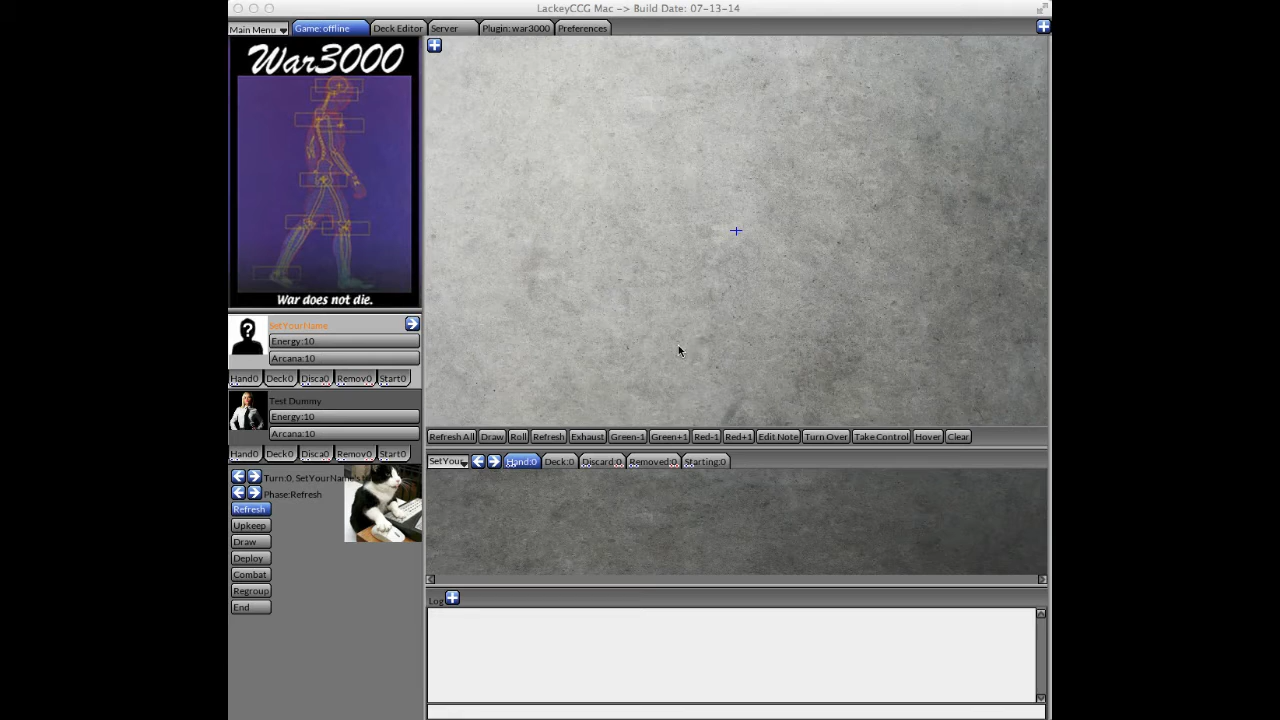 LackeyCCG Mac -> Build Date: 07-13-14
Main Menu
Game: offline
Deck Editor
Server
Plugin: war3000
Preferences
War3000
War does not die.
SetYourName
Energy:10
Arcana:10
Hand0 Deck0 Disca0 Remov0 Start0
Test Dummy
Energy:10
Arcana:10
Hand0 Deck0 Disca0 Remov0 Start0
Turn:0, SetYourName's
Phase:Refresh
Refresh
Upkeep
Draw
Deploy
Combat
Regroup
End
Refresh All Draw Roll Refresh Exhaust Green-1 Green+1 Red-1 Red+1 Edit Note Turn Over Take Control Hover Clear
SetYour Hand:0 Deck:0 Discard:0 Removed:0 Starting:0
Log